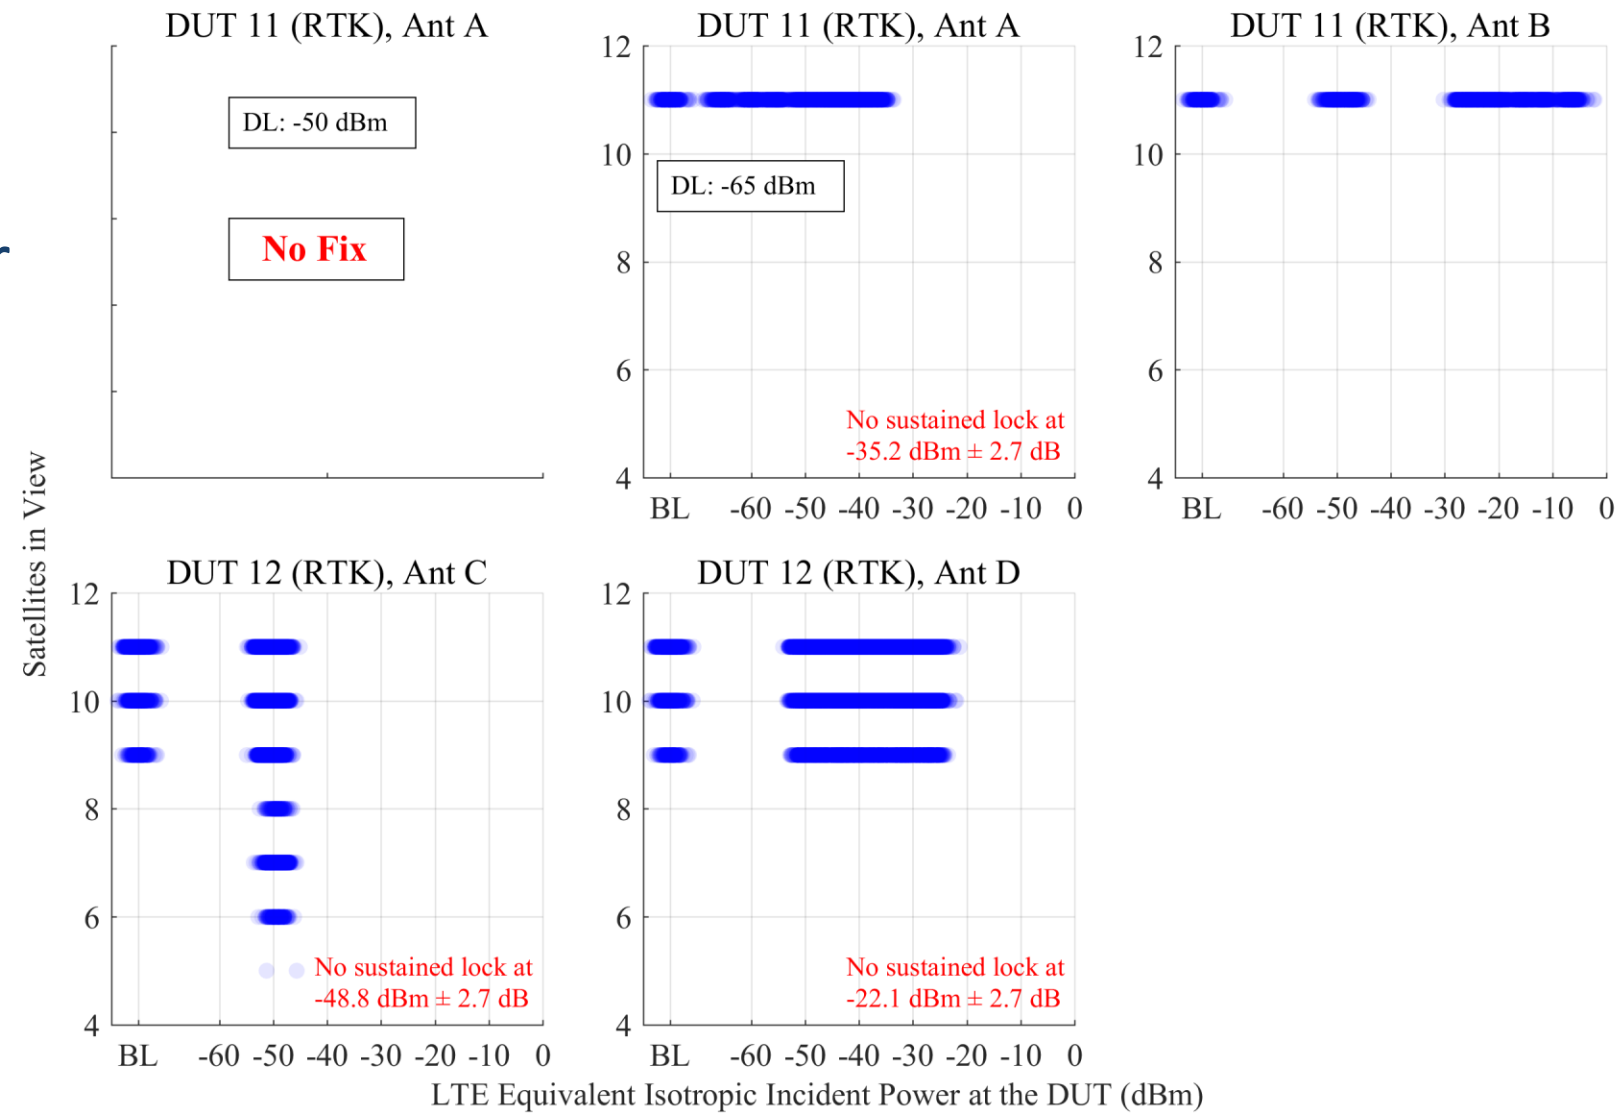 DUT 11 (RTK), Ant A
DL: -50 dBm
No Fix
DUT 11 (RTK), Ant A
12
10
8
6
4
DL: -65 dBm
No sustained lock at
-35.2 dBm ± 2.7 dB
BL -60 -50 -40 -30 -20 -10 0
DUT 11 (RTK), Ant B
12
10
8
6
4
BL -60 -50 -40 -30 -20 -10 0
Satellites in View
DUT 12 (RTK), Ant C
12
10
8
6
4
No sustained lock at
-48.8 dBm ± 2.7 dB
BL -60 -50 -40 -30 -20 -10 0
DUT 12 (RTK), Ant D
12
10
8
6
4
No sustained lock at
-22.1 dBm ± 2.7 dB
BL -60 -50 -40 -30 -20 -10 0
LTE Equivalent Isotropic Incident Power at the DUT (dBm)